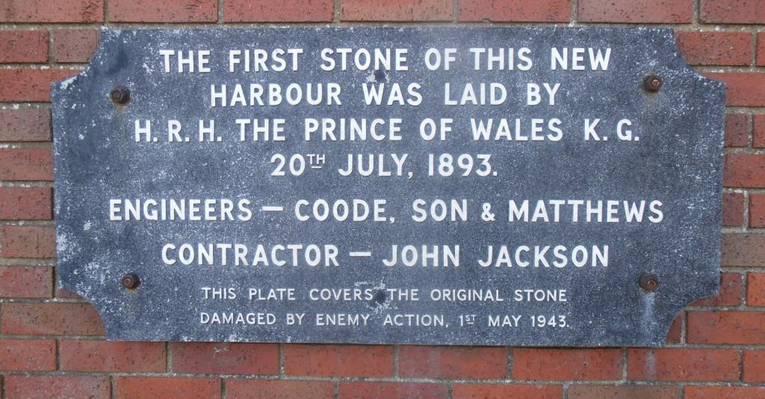 THE FIRST STONE OF THIS NEW
HARBOUR WAS LAID BY
H.R.H. THE PRINCE OF WALES K.G.
20TH JULY, 1893.
ENGINEERS — COODE, SON & MATTHEWS
CONTRACTOR — JOHN JACKSON
THIS PLATE COVERS THE ORIGINAL STONE
DAMAGED BY ENEMY ACTION, 1ST MAY 1943.